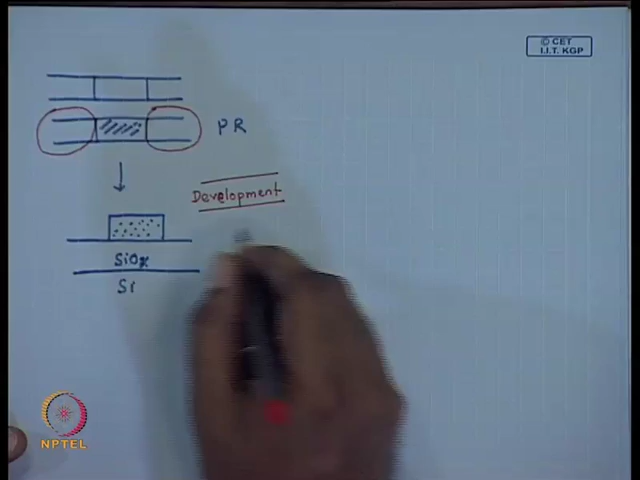 © CET
I.I.T. KGP
PR
Development
SiOx
Si
NPTEL